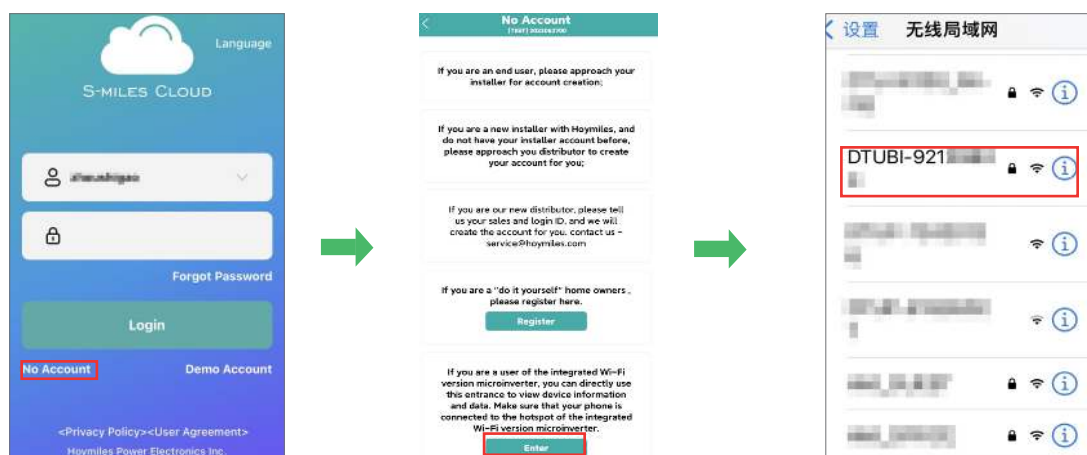 Language
S-MILES CLOUD
Forgot Password
Login
No Account
Demo Account
<Privacy Policy><User Agreement>
Hoymiles Power Electronics Inc.
No Account
If you are an end user, please approach your
installer for account creation;
If you are a new installer with Hoymiles, and
do not have your installer account before,
please approach you distributor to create
your account for you;
If you are our new distributor, please tell
us your sales and login ID, and we will
create the account for you. contact us –
service@hoymiles.com
If you are a "do it yourself" home owners ,
please register here.
Register
If you are a user of the integrated Wi-Fi
version microinverter, you can directly use
this entrance to view device information
and data. Make sure that your phone is
connected to the hotspot of the integrated
Wi-Fi version microinverter.
Enter
设置 无线局域网
DTUBI-921